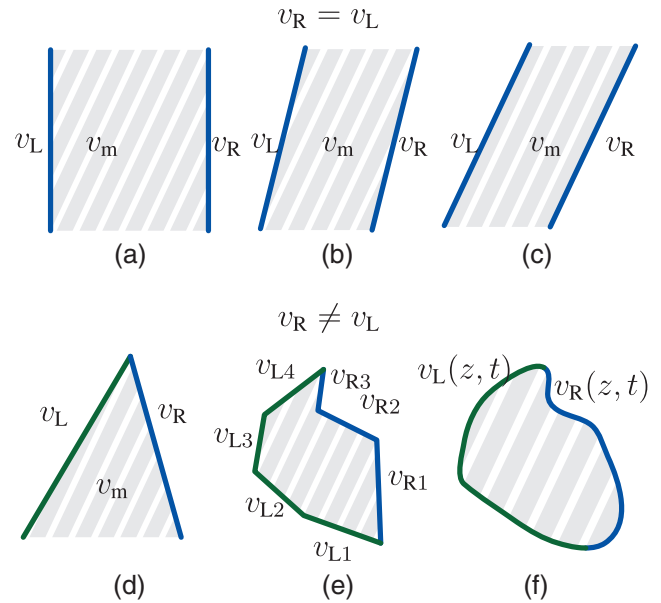 v_R = v_L
v_L v_m v_R
v_L v_m v_R
v_L v_m v_R
(a) (b) (c)
v_R ≠ v_L
v_L v_R
v_m
v_L4 v_R3
v_R2
v_L3 v_R1
v_L2
v_L1
v_L(z, t) v_R(z, t)
(d) (e) (f)